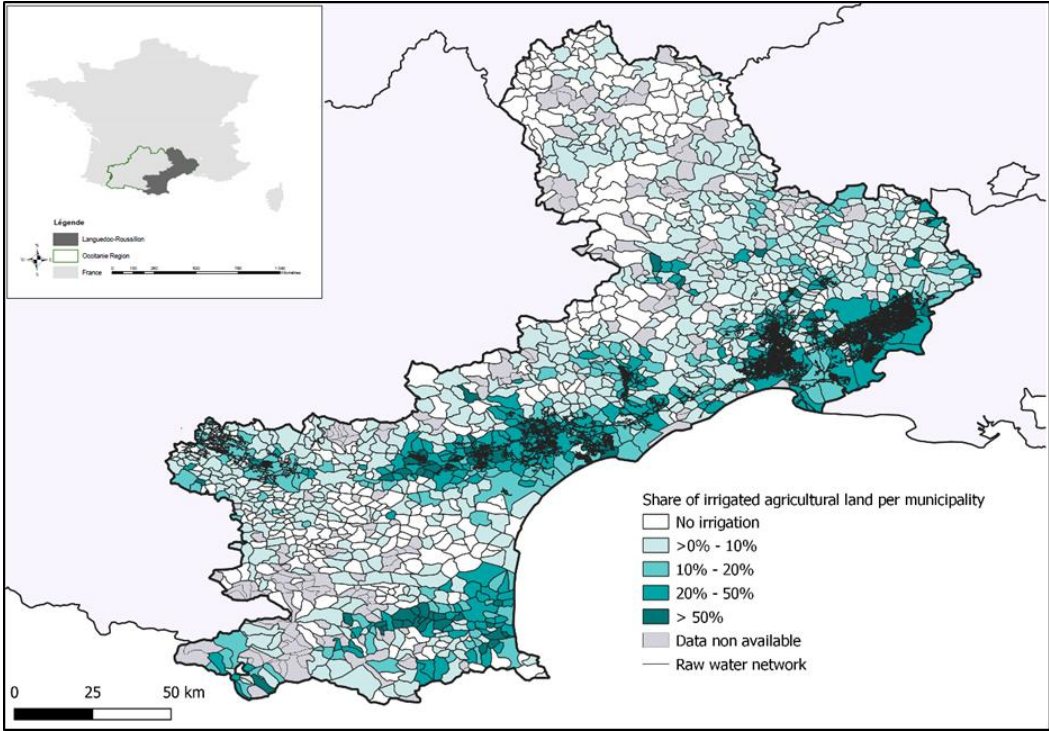 Légende
Languedoc-Roussillon
Occitanie Region
France
Share of irrigated agricultural land per municipality
No irrigation
>0% - 10%
10% - 20%
20% - 50%
> 50%
Data non available
Raw water network
0 25 50 km